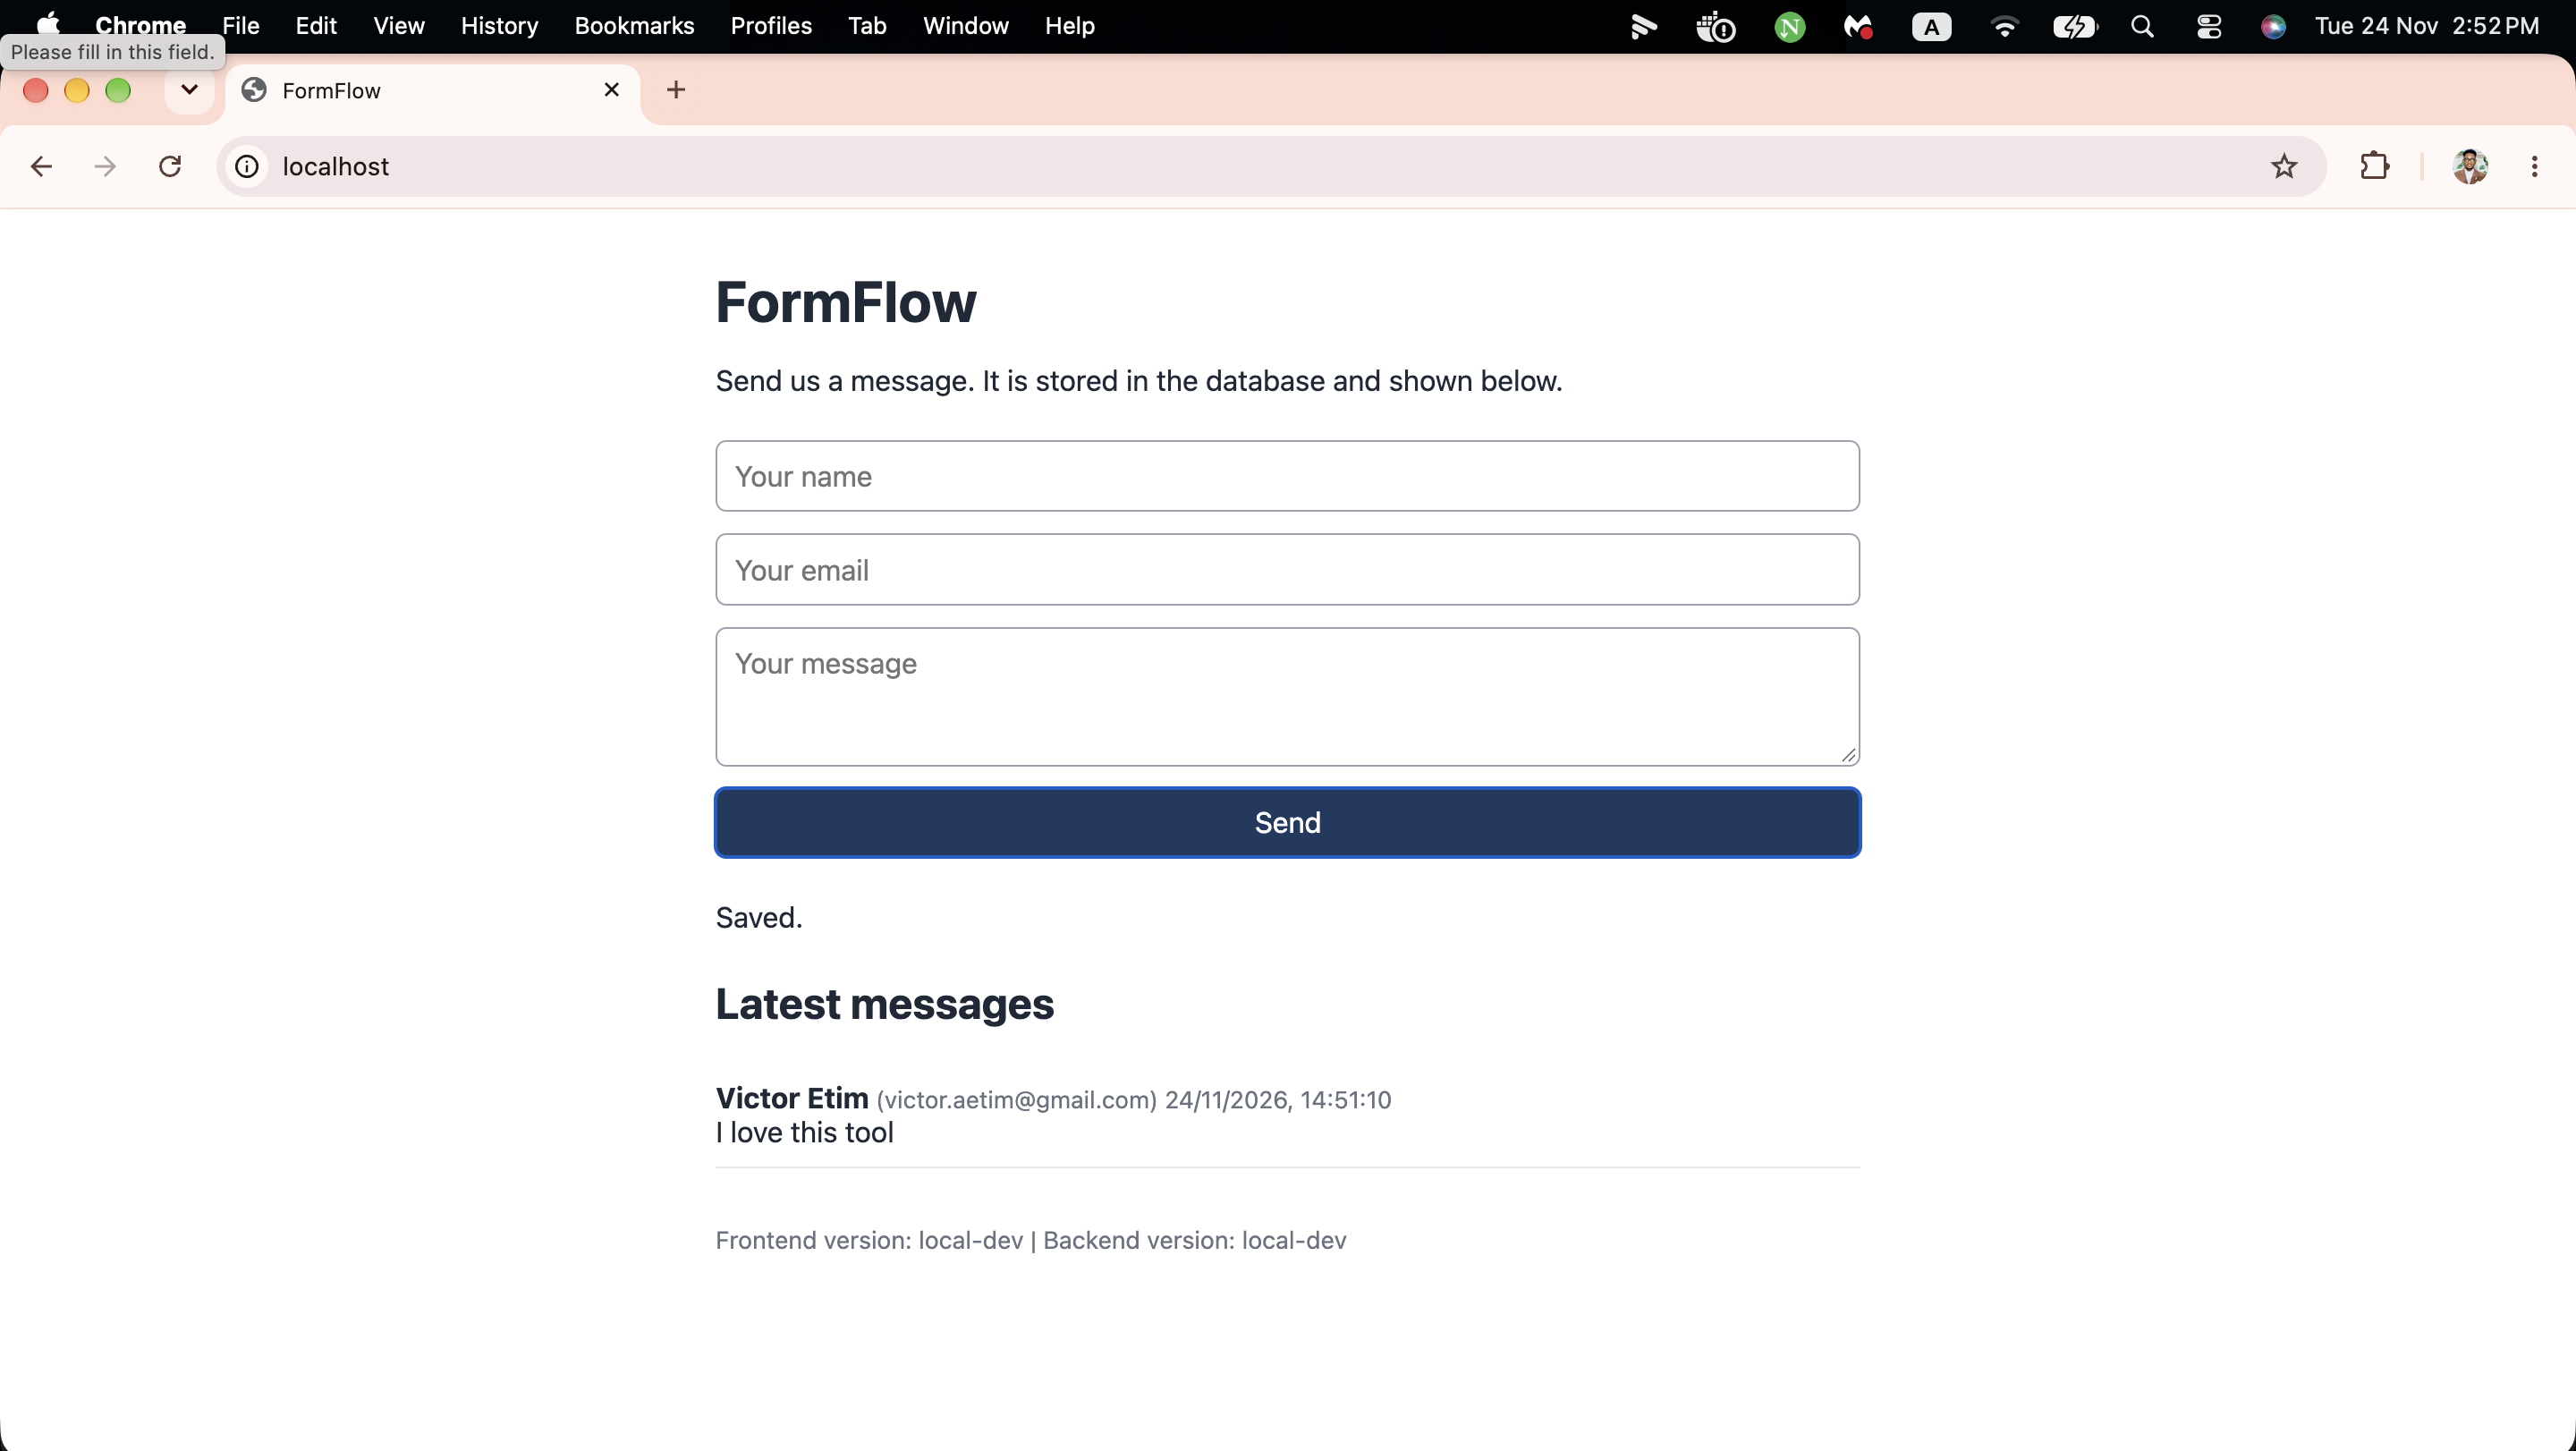 Chrome File Edit View History Bookmarks Profiles Tab Window Help A Tue 24 Nov 2:52 PM
Please fill in this field.
FormFlow
localhost
FormFlow
Send us a message. It is stored in the database and shown below.
Your name
Your email
Your message
Send
Saved.
Latest messages
Victor Etim (victor.aetim@gmail.com) 24/11/2026, 14:51:10
I love this tool
Frontend version: local-dev | Backend version: local-dev